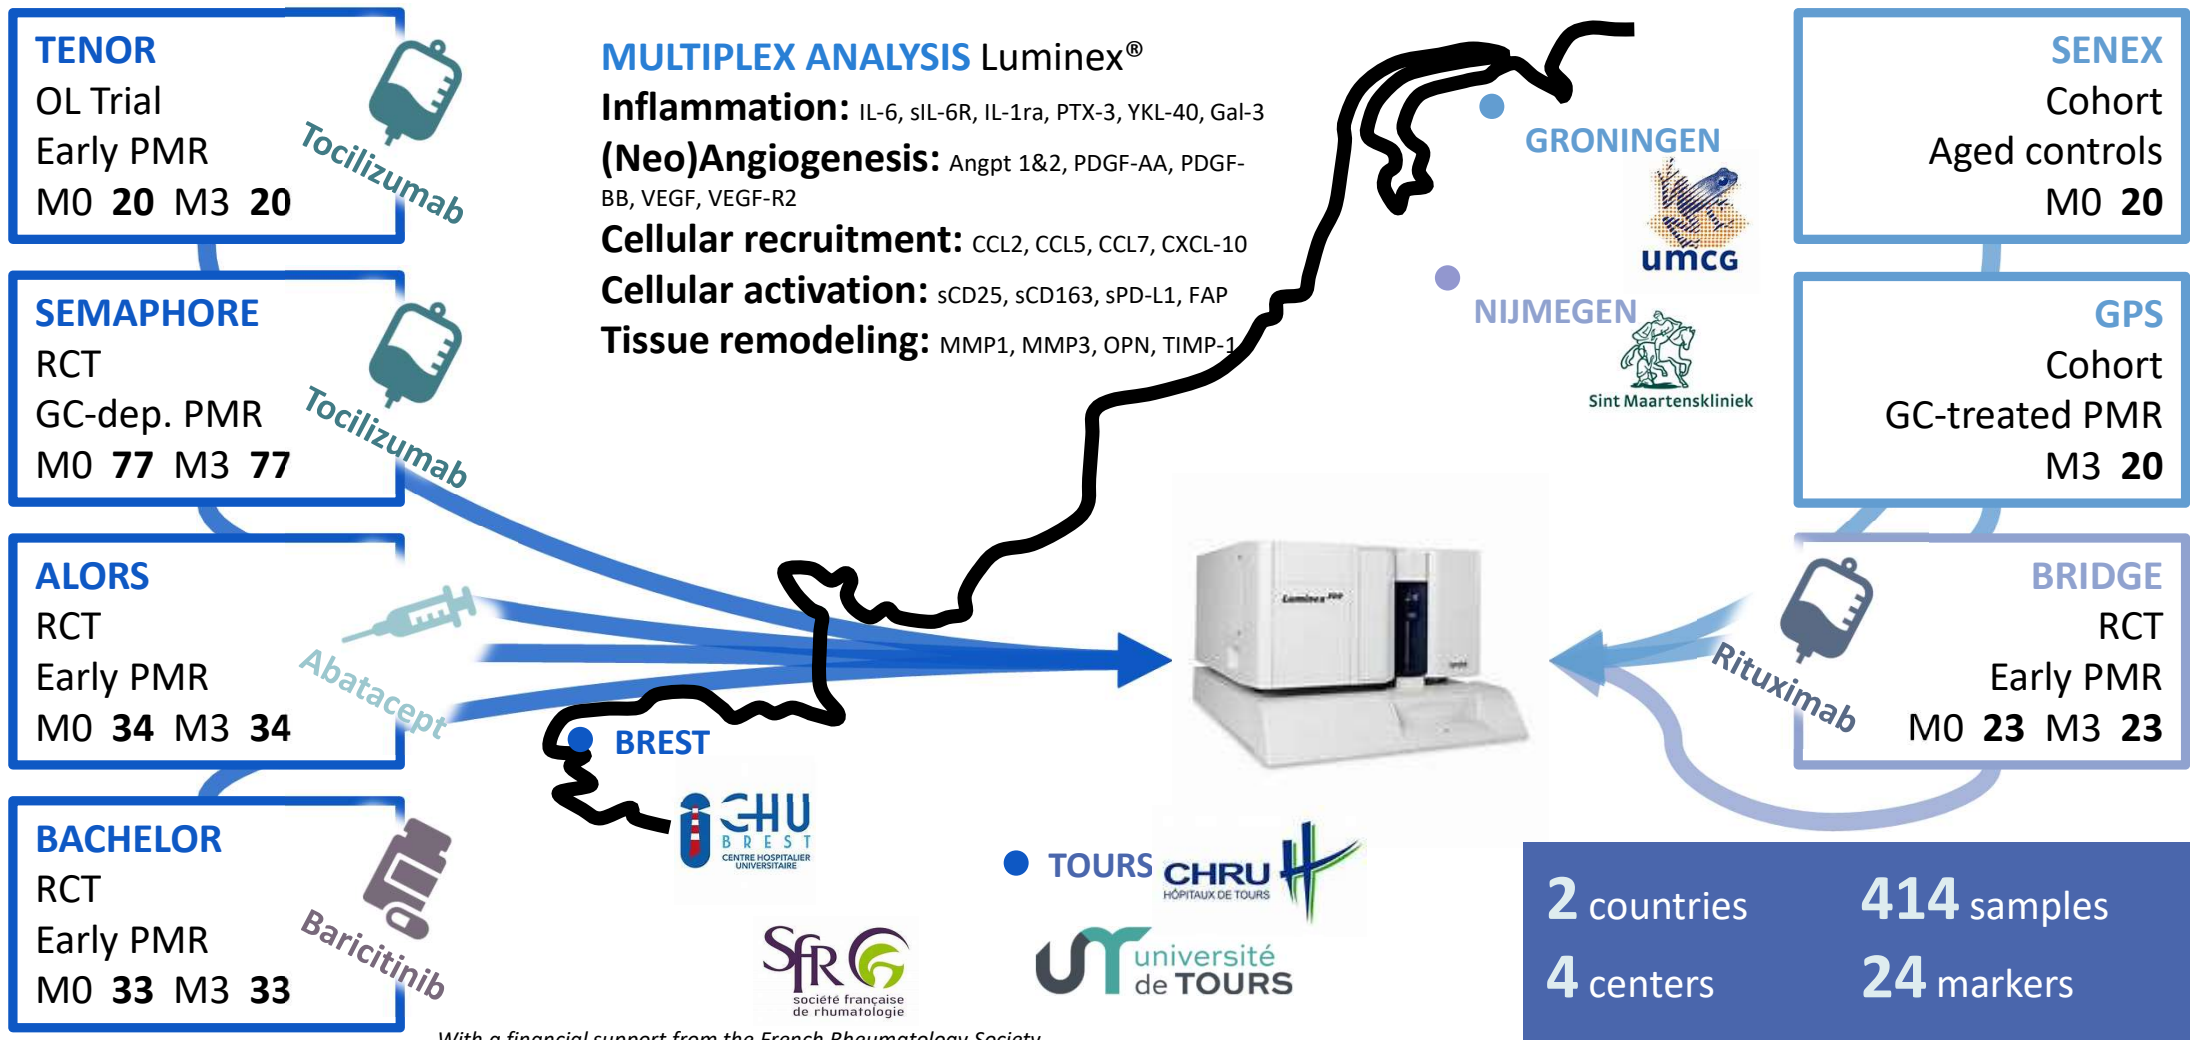 TENOR
OL Trial
Early PMR
M0 20 M3 20
Tocilizumab
SEMAPHORE
RCT
GC-dep. PMR
M0 77 M3 77
Tocilizumab
ALORS
RCT
Early PMR
M0 34 M3 34
Abatacept
BACHELOR
RCT
Early PMR
M0 33 M3 33
Baricitinib
MULTIPLEX ANALYSIS Luminex®
Inflammation: IL-6, sIL-6R, IL-1ra, PTX-3, YKL-40, Gal-3
(Neo)Angiogenesis: Angpt 1&2, PDGF-AA, PDGF-
BB, VEGF, VEGF-R2
Cellular recruitment: CCL2, CCL5, CCL7, CXCL-10
Cellular activation: sCD25, sCD163, sPD-L1, FAP
Tissue remodeling: MMP1, MMP3, OPN, TIMP-1
GRONINGEN
umcg
NIJMEGEN
Sint Maartenskliniek
Luminex 200
BREST
CHU
BREST
CENTRE HOSPITALIER
UNIVERSITAIRE
TOURS
CHRU
HÔPITAUX DE TOURS
SfR
société française
de rhumatologie
UT université
de TOURS
With a financial support from the French Rheumatology Society
SENEX
Cohort
Aged controls
M0 20
GPS
Cohort
GC-treated PMR
M3 20
BRIDGE
RCT
Early PMR
M0 23 M3 23
Rituximab
2 countries
414 samples
4 centers
24 markers